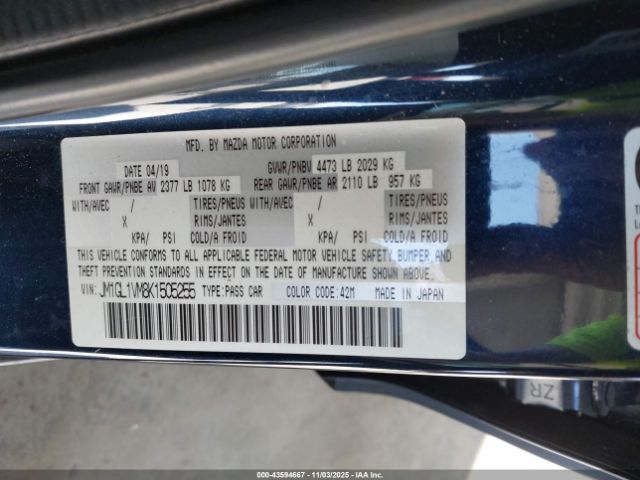 MFD. BY MAZDA MOTOR CORPORATION
DATE 04/19 GVWR/PNBV 4473 LB 2029 KG
FRONT GAWR/PNBE AV 2377 LB 1078 KG REAR GAWR/PNBE AR 2110 LB 957 KG
WITH/AVEC / TIRES/PNEUS WITH/AVEC / TIRES/PNEUS
X RIMS/JANTES X RIMS/JANTES
KPA/ PSI COLD/A FROID KPA/ PSI COLD/A FROID
THIS VEHICLE CONFORMS TO ALL APPLICABLE FEDERAL MOTOR VEHICLE SAFETY, BUMPER, AND
THEFT PREVENTION STANDARDS IN EFFECT ON THE DATE OF MANUFACTURE SHOWN ABOVE.
VIN: JM1GL1VM8K1505255 TYPE:PASS CAR COLOR CODE:42M MADE IN JAPAN
ZR
000-43594667 - 11/03/2025 - IAAI.CA